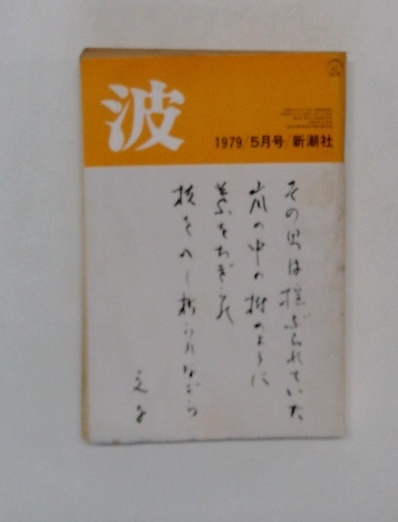 波
1979/5月号/新潮社
その男は揺ぶられていた
嵐の中の樹のように
葉をちぎられ
枝をへし折られながら
文子